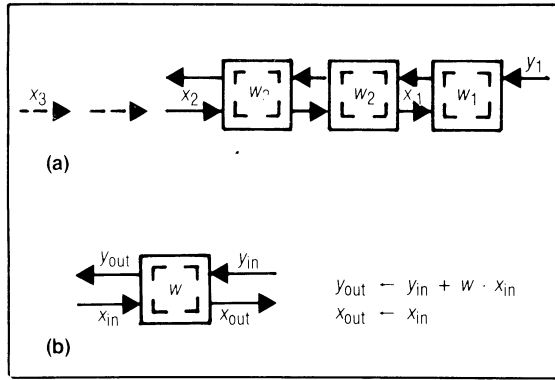 y1
x3 x2 w2 x1 w1
(a)
yout yin
w yout ← yin + w · xin
xin xout xout ← xin
(b)